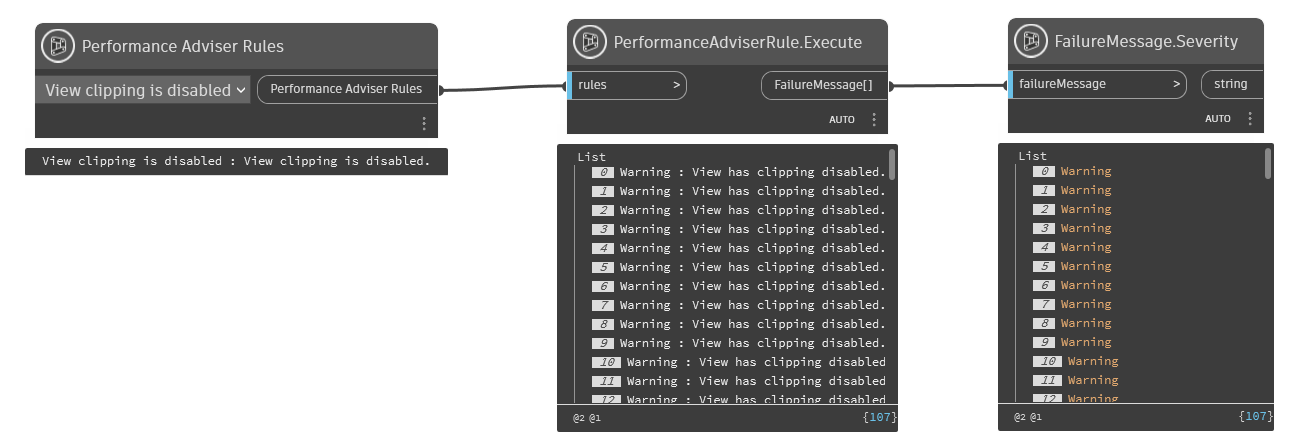 Performance Adviser Rules
View clipping is disabled
Performance Adviser Rules
View clipping is disabled : View clipping is disabled.
PerformanceAdviserRule.Execute
rules >
FailureMessage[]
AUTO
List
0 Warning : View has clipping disabled.
1 Warning : View has clipping disabled.
2 Warning : View has clipping disabled.
3 Warning : View has clipping disabled.
4 Warning : View has clipping disabled.
5 Warning : View has clipping disabled.
6 Warning : View has clipping disabled.
7 Warning : View has clipping disabled.
8 Warning : View has clipping disabled.
9 Warning : View has clipping disabled.
10 Warning : View has clipping disabled
11 Warning : View has clipping disabled
12 Warning : View has clipping disabled
@2 @1
{107}
FailureMessage.Severity
failureMessage >
string
AUTO
List
0 Warning
1 Warning
2 Warning
3 Warning
4 Warning
5 Warning
6 Warning
7 Warning
8 Warning
9 Warning
10 Warning
11 Warning
12 Warning
@2 @1
{107}